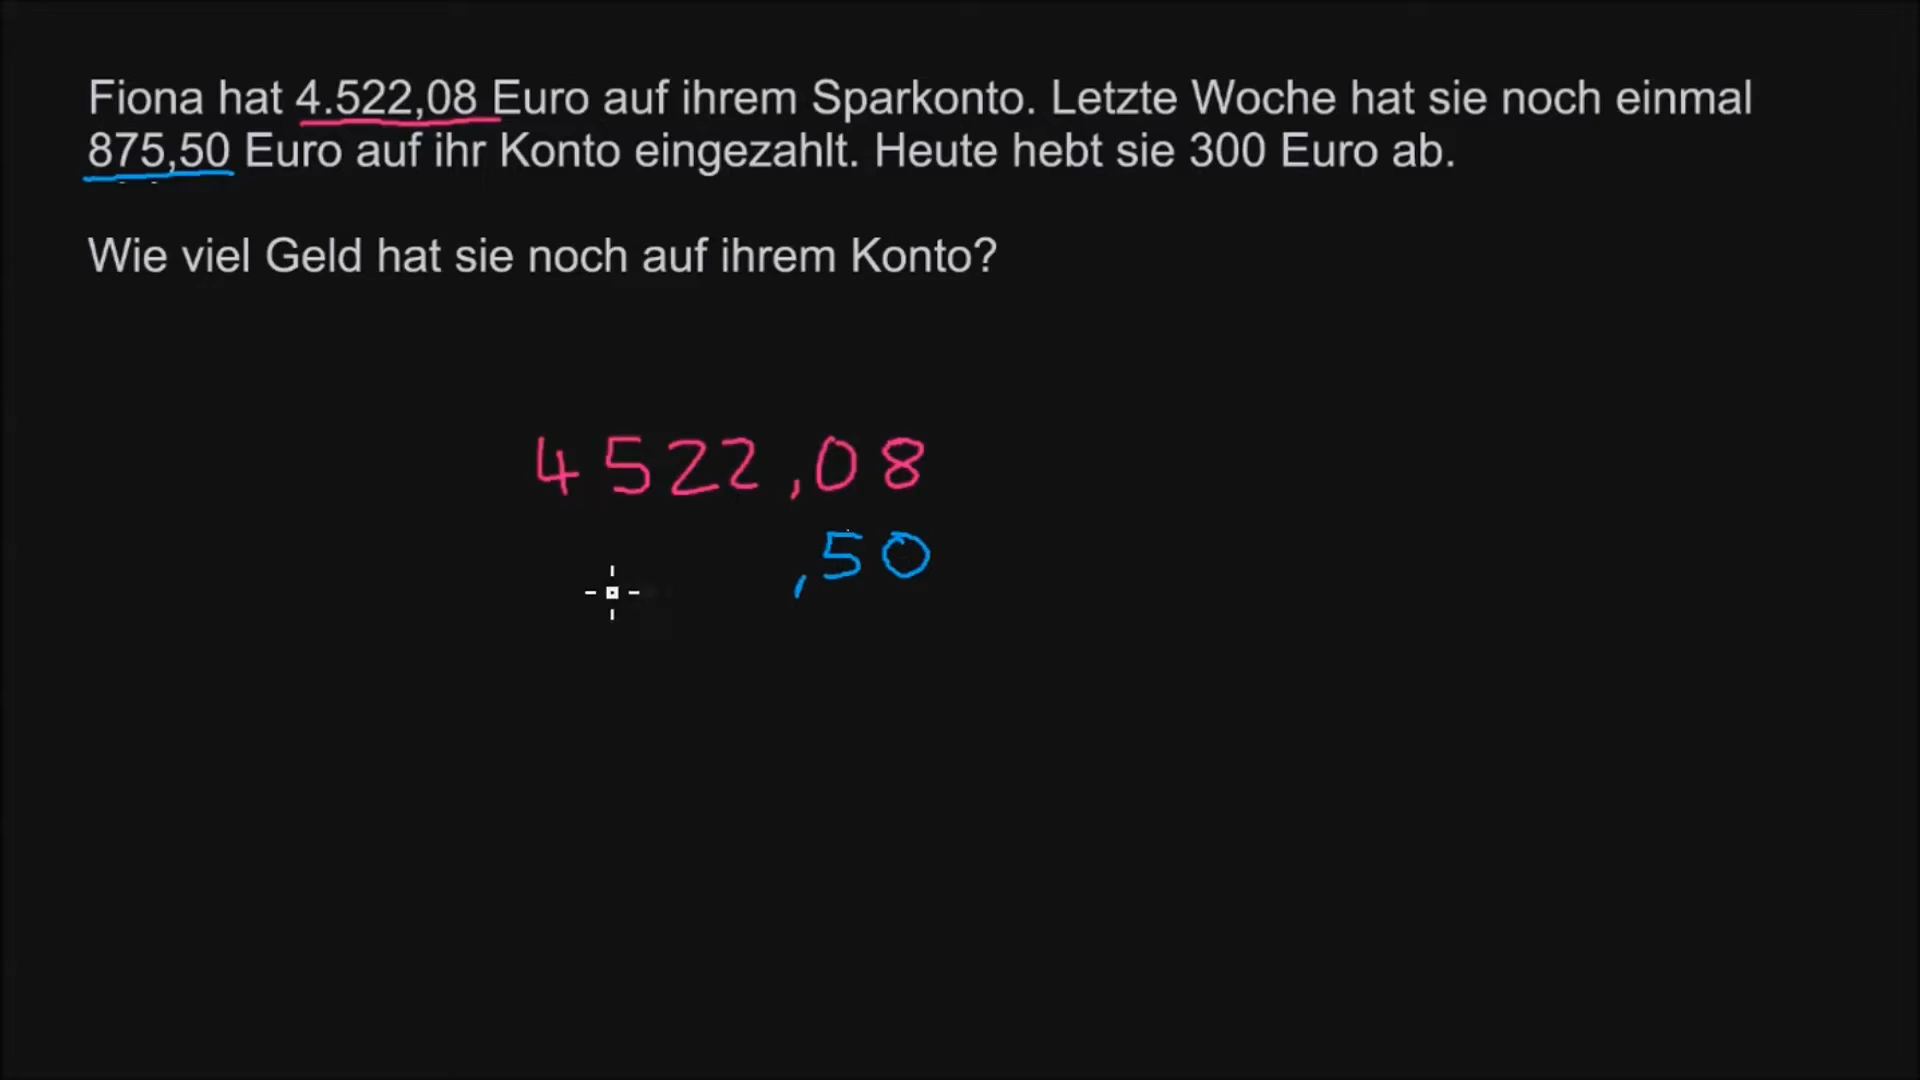 Fiona hat 4.522,08 Euro auf ihrem Sparkonto. Letzte Woche hat sie noch einmal
875,50 Euro auf ihr Konto eingezahlt. Heute hebt sie 300 Euro ab.
Wie viel Geld hat sie noch auf ihrem Konto?
4522,08
,50